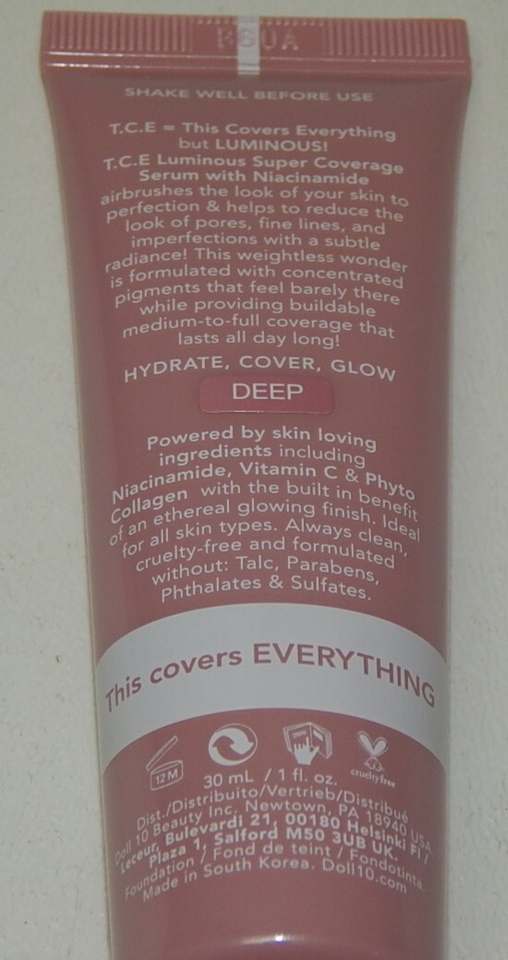 SHAKE WELL BEFORE USE
T.C.E = This Covers Everything
but LUMINOUS!
T.C.E Luminous Super Coverage
Serum with Niacinamide
airbrushes the look of your skin to
perfection & helps to reduce the
look of pores, fine lines, and
imperfections with a subtle
radiance! This weightless wonder
is formulated with concentrated
pigments that feel barely there
while providing buildable
medium-to-full coverage that
lasts all day long!
HYDRATE, COVER, GLOW
DEEP
Powered by skin loving
ingredients including
Niacinamide, Vitamin C & Phyto
Collagen with the built in benefit
of an ethereal glowing finish. Ideal
for all skin types. Always clean,
cruelty-free and formulated
without: Talc, Parabens,
Phthalates & Sulfates.
This covers EVERYTHING
12 M
cruelty free
30 mL / 1 fl. oz.
Dist./Distribuito/Vertrieb/Distribué
Doll 10 Beauty Inc. Newtown, PA 18940 USA
Leceur, Bulevardi 21, 00180 Helsinki FI /
Plaza 1, Salford M50 3UB UK.
Foundation / Fond de teint / Fondotinta.
Made in South Korea. Doll10.com